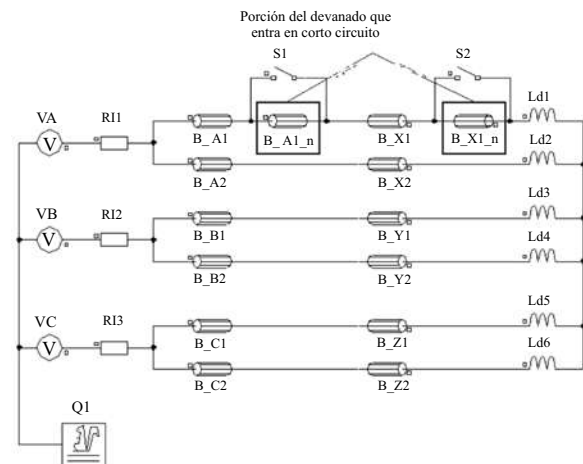 Porción del devanado que
entra en corto circuito
S1
S2
VA
RI1
Ld1
B_A1
B_A1_n
B_X1
B_X1_n
V
Ld2
B_A2
B_X2
VB
RI2
Ld3
B_B1
B_Y1
V
Ld4
B_B2
B_Y2
VC
RI3
Ld5
B_C1
B_Z1
V
Ld6
B_C2
B_Z2
Q1